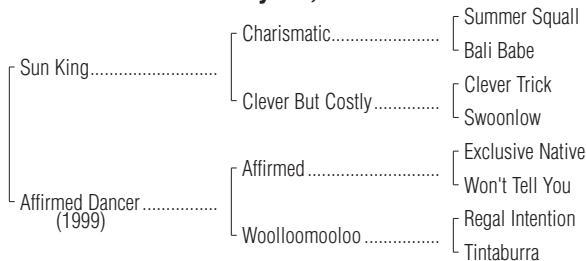 Summer Squall
Charismatic.....................
Bali Babe
Sun King........................
Clever Trick
Clever But Costly..............
Swoonlow
Exclusive Native
Affirmed........................
Won't Tell You
Affirmed Dancer..............
(1999)
Regal Intention
Woolloomooloo................
Tintaburra